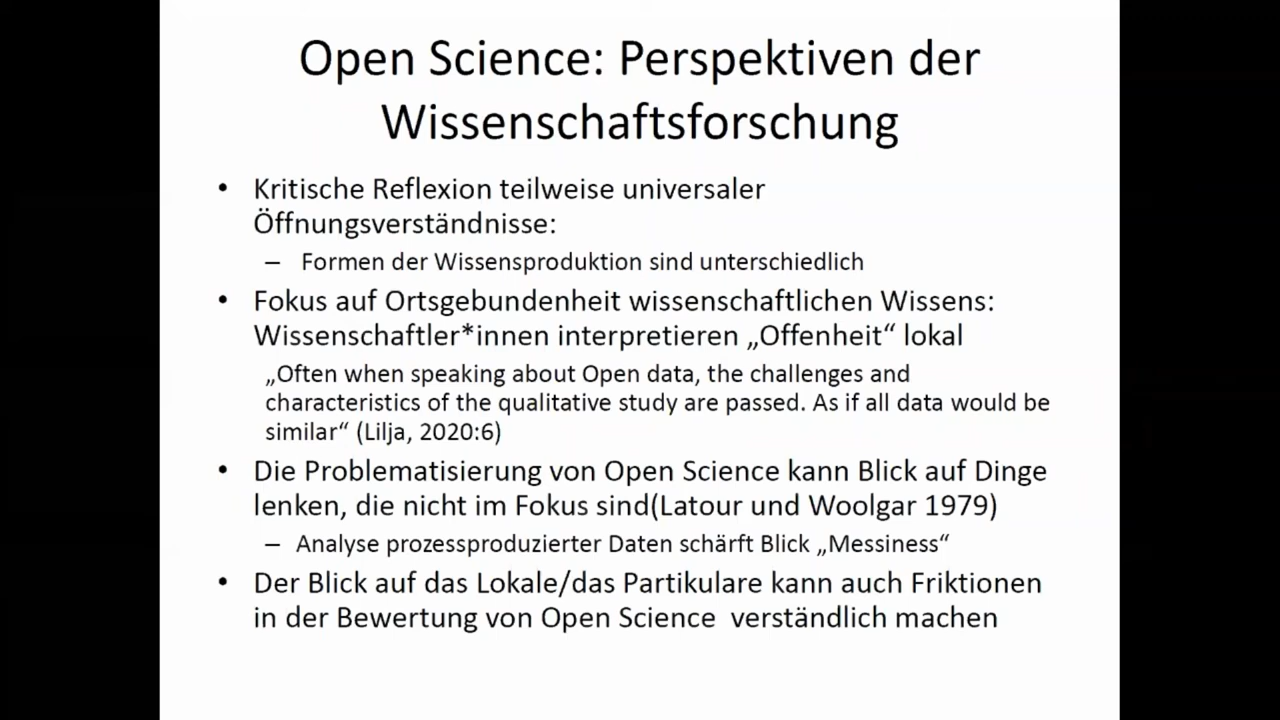 Open Science: Perspektiven der
Wissenschaftsforschung
• Kritische Reflexion teilweise universaler
Öffnungsverständnisse:
– Formen der Wissensproduktion sind unterschiedlich
• Fokus auf Ortsgebundenheit wissenschaftlichen Wissens:
Wissenschaftler*innen interpretieren „Offenheit“ lokal
„Often when speaking about Open data, the challenges and
characteristics of the qualitative study are passed. As if all data would be
similar“ (Lilja, 2020:6)
• Die Problematisierung von Open Science kann Blick auf Dinge
lenken, die nicht im Fokus sind(Latour und Woolgar 1979)
– Analyse prozessproduzierter Daten schärft Blick „Messiness“
• Der Blick auf das Lokale/das Partikulare kann auch Friktionen
in der Bewertung von Open Science  verständlich machen